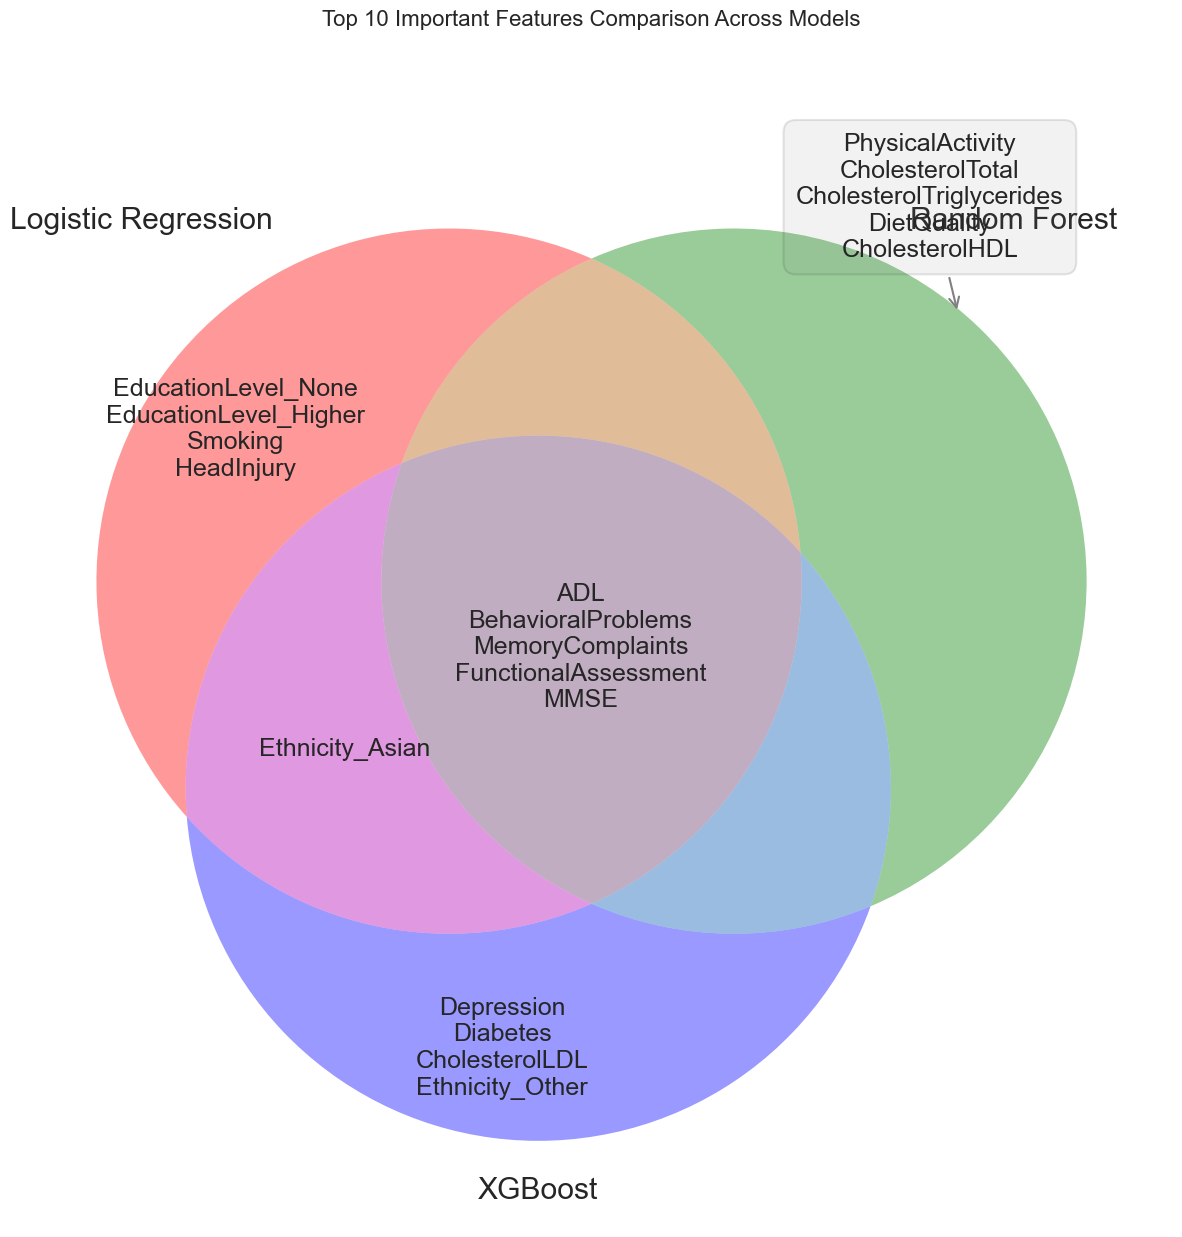 Top 10 Important Features Comparison Across Models
PhysicalActivity
CholesterolTotal
CholesterolTriglycerides
Logistic Regression
Random Forest
DietQuality
CholesterolHDL
EducationLevel_None
EducationLevel_Higher
Smoking
HeadInjury
ADL
BehavioralProblems
MemoryComplaints
FunctionalAssessment
MMSE
Ethnicity_Asian
Depression
Diabetes
CholesterolLDL
Ethnicity_Other
XGBoost